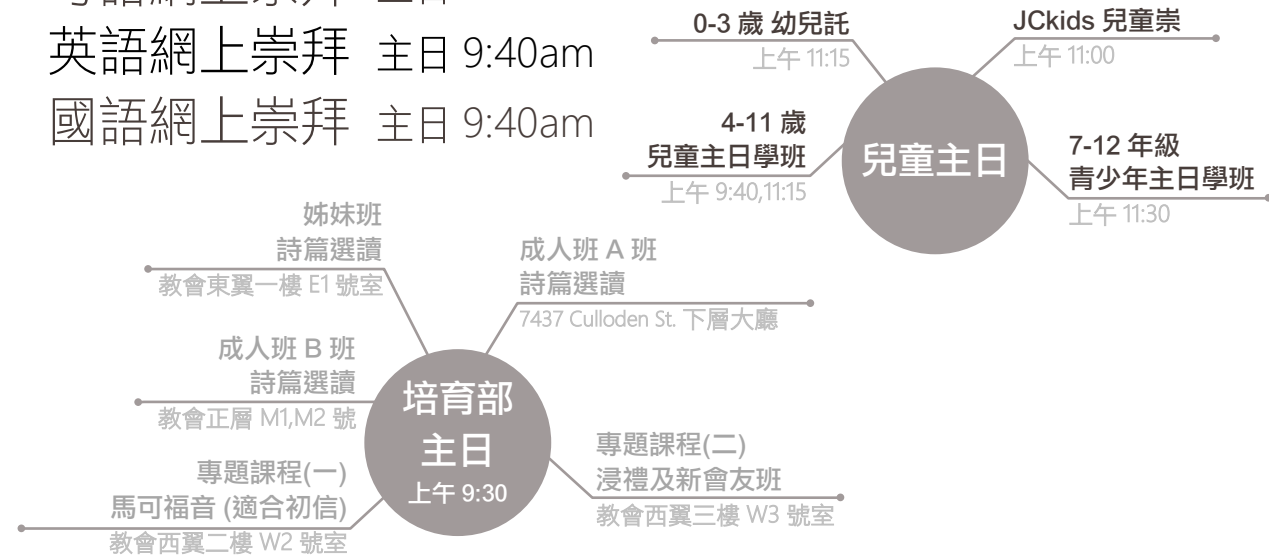 英語網上崇拜 主日 9:40am
國語網上崇拜 主日 9:40am
0-3 歲 幼兒託
上午 11:15
JCkids 兒童崇
上午 11:00
4-11 歲
兒童主日學班
上午 9:40,11:15
兒童主日
7-12 年級
青少年主日學班
上午 11:30
姊妹班
詩篇選讀
教會東翼一樓 E1 號室
成人班 A 班
詩篇選讀
7437 Culloden St. 下層大廳
成人班 B 班
詩篇選讀
教會正層 M1,M2 號
培育部
主日
上午 9:30
專題課程(一)
馬可福音 (適合初信)
教會西翼二樓 W2 號室
專題課程(二)
浸禮及新會友班
教會西翼三樓 W3 號室